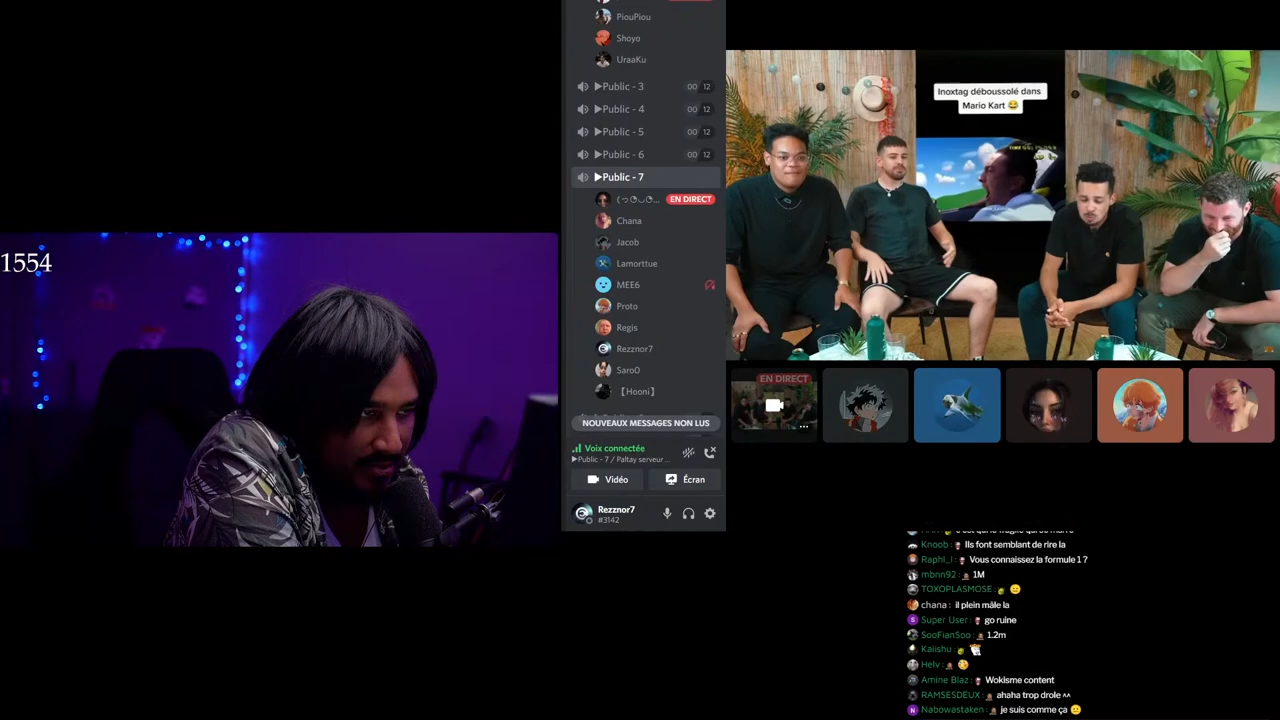 1554
PiouPiou
Shoyo
UraaKu
Public - 3 00 12
Public - 4 00 12
Public - 5 00 12
Public - 6 00 12
Public - 7
(っ◔◡◔... EN DIRECT
Chana
Jacob
Lamorttue
MEE6
Proto
Regis
Rezznor7
Saro0
【Hooni】
NOUVEAUX MESSAGES NON LUS
Voix connectée
Public - 7 / Paltay serveur ...
Vidéo Écran
Rezznor7
#3142
Inoxtag déboussolé dans
Mario Kart 😂
EN DIRECT
Knoob : Ils font semblant de rire la
Raphl_l : Vous connaissez la formule 1 ?
mbnn92 : 1M
TOXOPLASMOSE :
chana : il plein mâle la
Super User : go ruine
SooFianSoo : 1.2m
Kaiishu :
Helv :
Amine Blaz : Wokisme content
RAMSESDEUX : ahaha trop drole ^^
Nabowastaken : je suis comme ça 😐